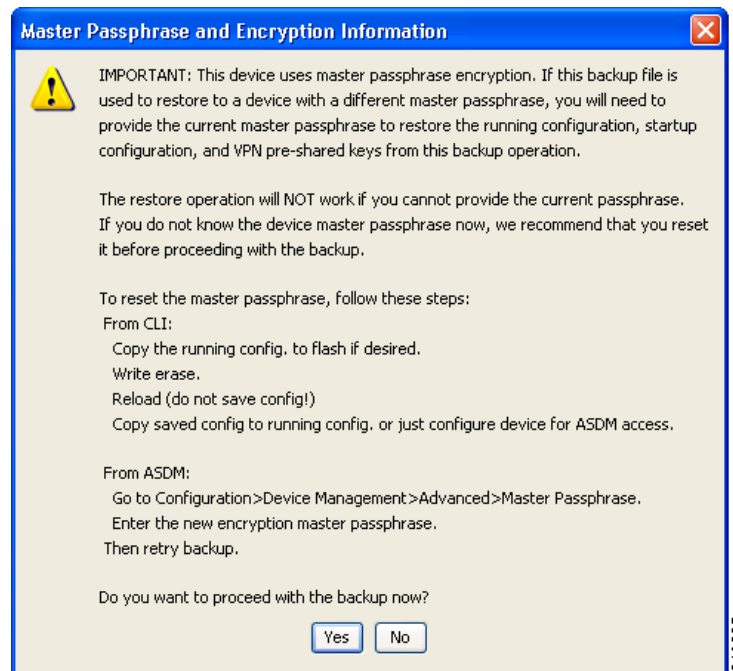 Master Passphrase and Encryption Information
IMPORTANT: This device uses master passphrase encryption. If this backup file is
used to restore to a device with a different master passphrase, you will need to
provide the current master passphrase to restore the running configuration, startup
configuration, and VPN pre-shared keys from this backup operation.
The restore operation will NOT work if you cannot provide the current passphrase.
If you do not know the device master passphrase now, we recommend that you reset
it before proceeding with the backup.
To reset the master passphrase, follow these steps:
From CLI:
Copy the running config. to flash if desired.
Write erase.
Reload (do not save config!)
Copy saved config to running config. or just configure device for ASDM access.
From ASDM:
Go to Configuration>Device Management>Advanced>Master Passphrase.
Enter the new encryption master passphrase.
Then retry backup.
Do you want to proceed with the backup now?
Yes No